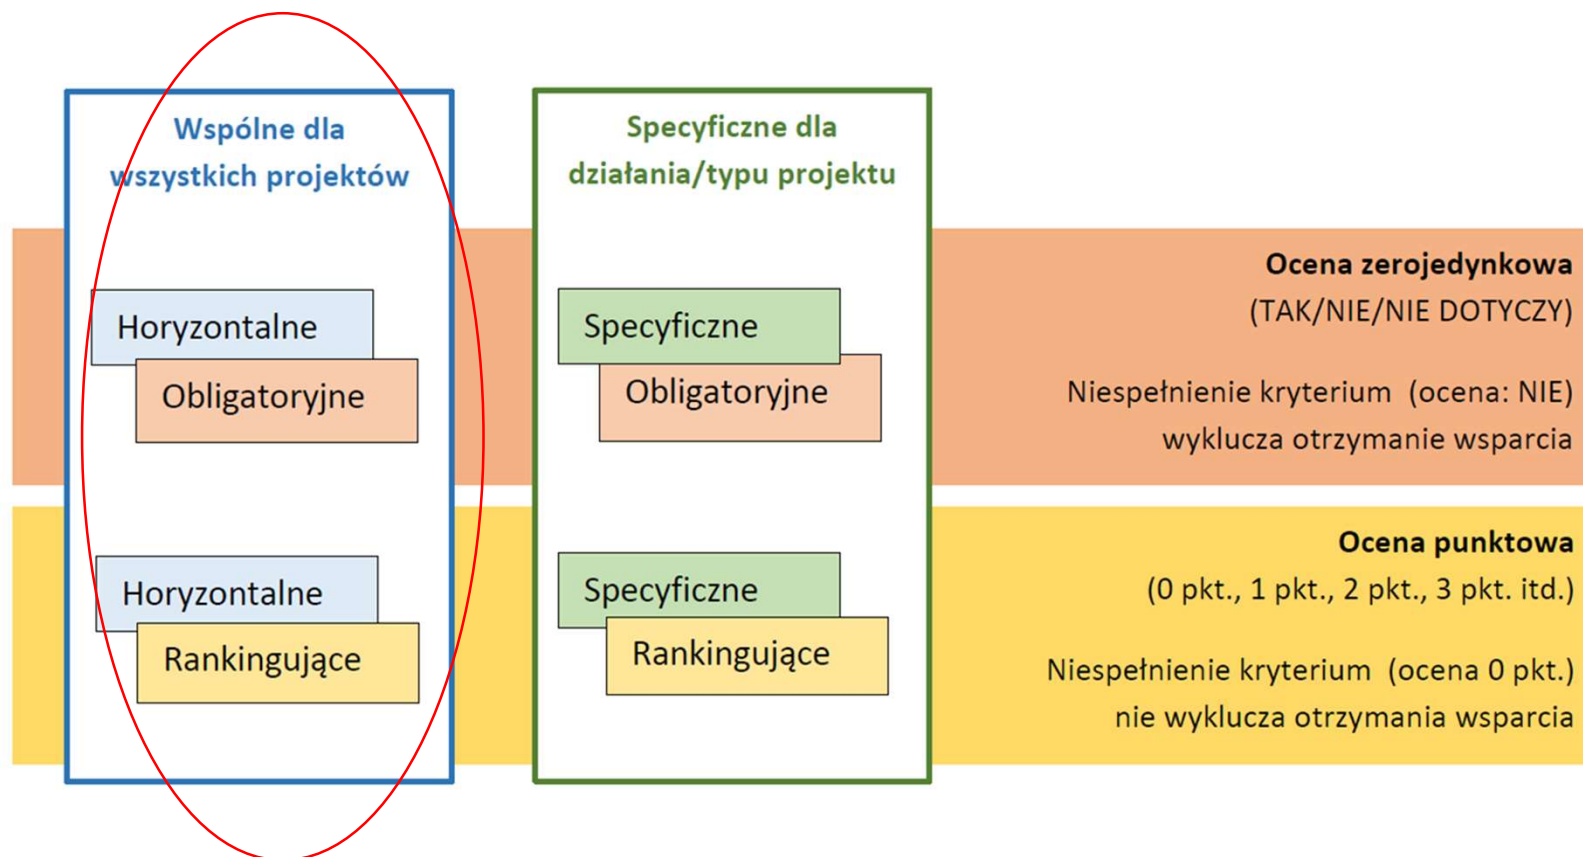 Wspólne dla
wszystkich projektów
Specyficzne dla
działania/typu projektu
Horyzontalne
Obligatoryjne
Specyficzne
Obligatoryjne
Ocena zerojedynkowa
(TAK/NIE/NIE DOTYCZY)
Niespełnienie kryterium (ocena: NIE)
wyklucza otrzymanie wsparcia
Horyzontalne
Rankingujące
Specyficzne
Rankingujące
Ocena punktowa
(0 pkt., 1 pkt., 2 pkt., 3 pkt. itd.)
Niespełnienie kryterium (ocena 0 pkt.)
nie wyklucza otrzymania wsparcia